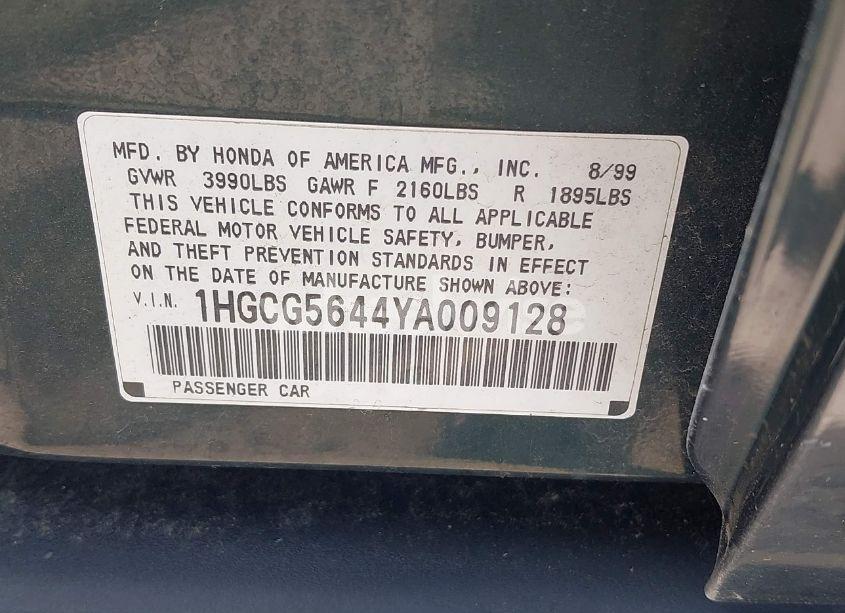 MFD. BY HONDA OF AMERICA MFG., INC. 8/99
GVWR 3990LBS GAWR F 2160LBS R 1895LBS
THIS VEHICLE CONFORMS TO ALL APPLICABLE
FEDERAL MOTOR VEHICLE SAFETY, BUMPER,
AND THEFT PREVENTION STANDARDS IN EFFECT
ON THE DATE OF MANUFACTURE SHOWN ABOVE:
V.I.N. 1HGCG5644YA009128
PASSENGER CAR